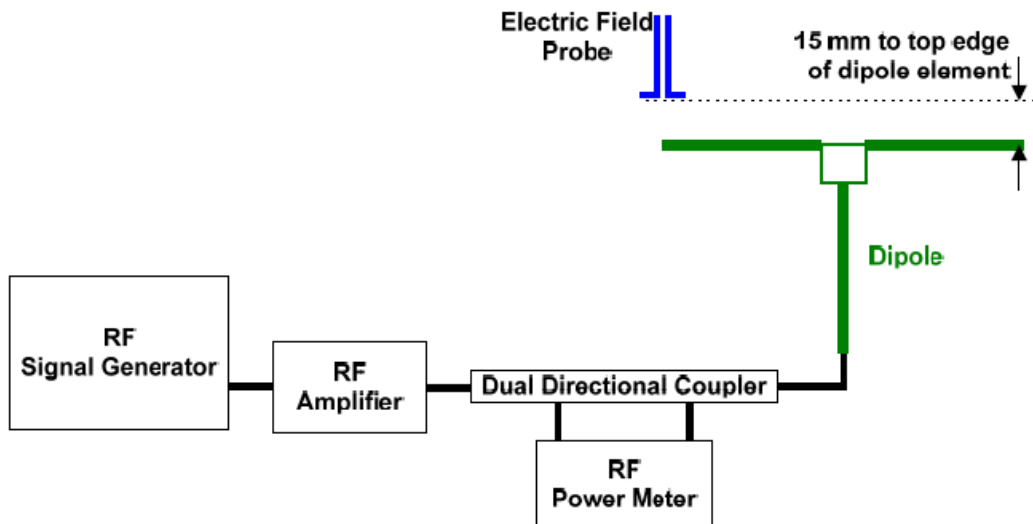 Electric Field
Probe
15 mm to top edge
of dipole element
Dipole
RF
Signal Generator
RF
Amplifier
Dual Directional Coupler
RF
Power Meter